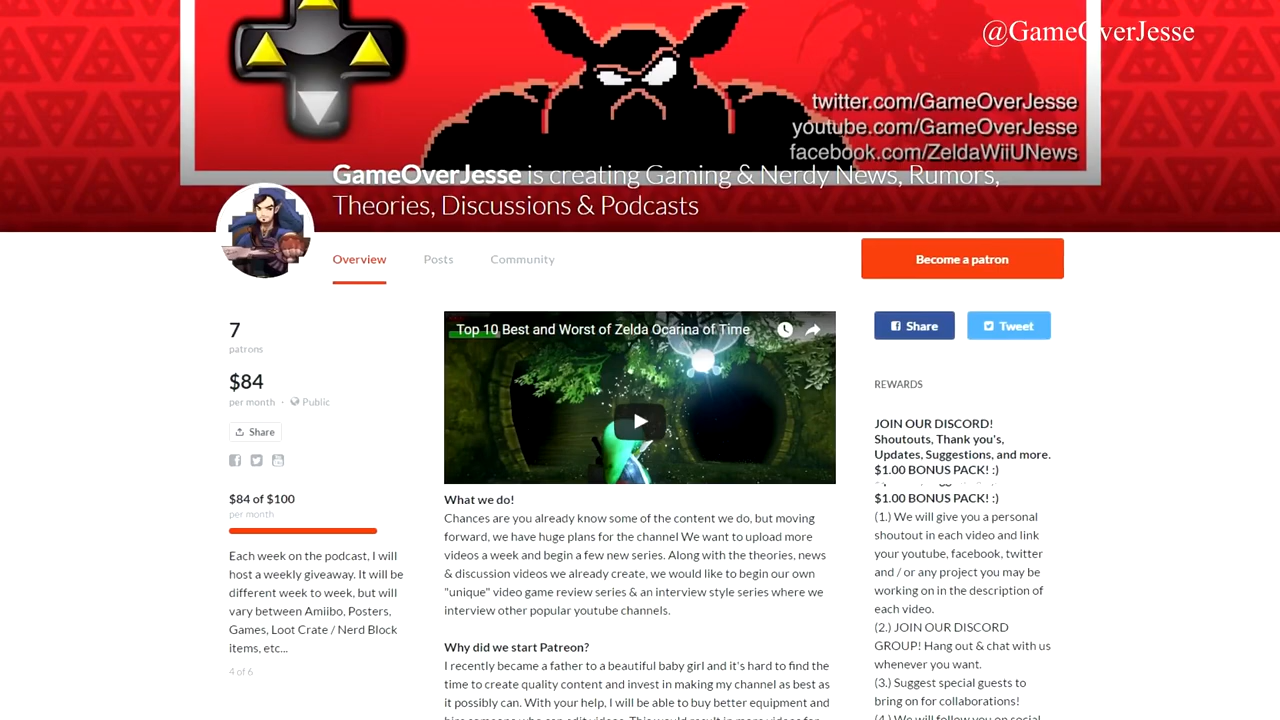 @GameOverJesse
twitter.com/GameOverJesse
youtube.com/GameOverJesse
facebook.com/ZeldaWiiUNews
GameOverJesse is creating Gaming & Nerdy News, Rumors,
Theories, Discussions & Podcasts
Overview
Posts
Community
Become a patron
7
patrons
$84
per month · Public
Share
$84 of $100
per month
Each week on the podcast, I will
host a weekly giveaway. It will be
different week to week, but will
vary between Amiibo, Posters,
Games, Loot Crate / Nerd Block
items, etc...
4 of 6
Top 10 Best and Worst of Zelda Ocarina of Time
What we do!
Chances are you already know some of the content we do, but moving
forward, we have huge plans for the channel We want to upload more
videos a week and begin a few new series. Along with the theories, news
& discussion videos we already create, we would like to begin our own
"unique" video game review series & an interview style series where we
interview other popular youtube channels.
Why did we start Patreon?
I recently became a father to a beautiful baby girl and it's hard to find the
time to create quality content and invest in making my channel as best as
it possibly can. With your help, I will be able to buy better equipment and
Share
Tweet
REWARDS
JOIN OUR DISCORD!
Shoutouts, Thank you's,
Updates, Suggestions, and more.
$1.00 BONUS PACK! :)
$1.00 BONUS PACK! :)
(1.) We will give you a personal
shoutout in each video and link
your youtube, facebook, twitter
and / or any project you may be
working on in the description of
each video.
(2.) JOIN OUR DISCORD
GROUP! Hang out & chat with us
whenever you want.
(3.) Suggest special guests to
bring on for collaborations!
(4.) We will follow you on social